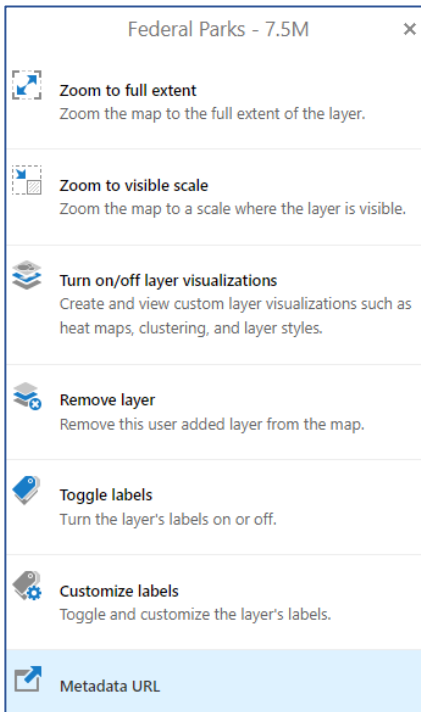 Federal Parks - 7.5M
Zoom to full extent
Zoom the map to the full extent of the layer.
Zoom to visible scale
Zoom the map to a scale where the layer is visible.
Turn on/off layer visualizations
Create and view custom layer visualizations such as
heat maps, clustering, and layer styles.
Remove layer
Remove this user added layer from the map.
Toggle labels
Turn the layer's labels on or off.
Customize labels
Toggle and customize the layer's labels.
Metadata URL